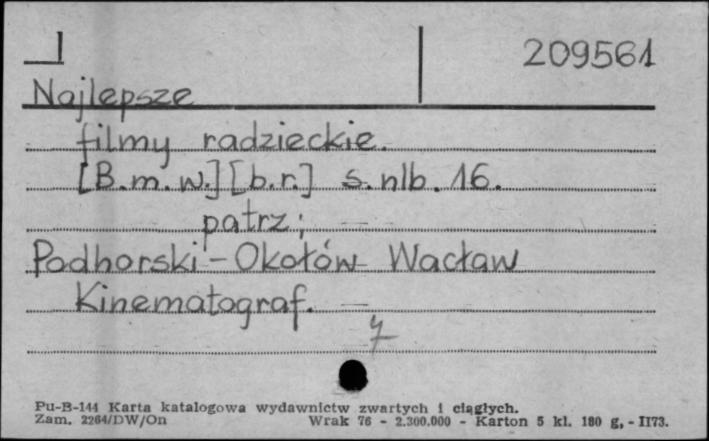 209561
Najlepsze
filmy radzieckie.
[B.m.w.] [b.r.] s.nlb. 16.
patrz;
Podhorski-Okołów Wacław
Kinematograf. —
7
Pu-B-144 Karta katalogowa wydawnictw zwartych i ciągłych.
Zam. 2264/DW/On Wrak 76 - 2.300.000 - Karton 5 kl. 180 g, - II73.